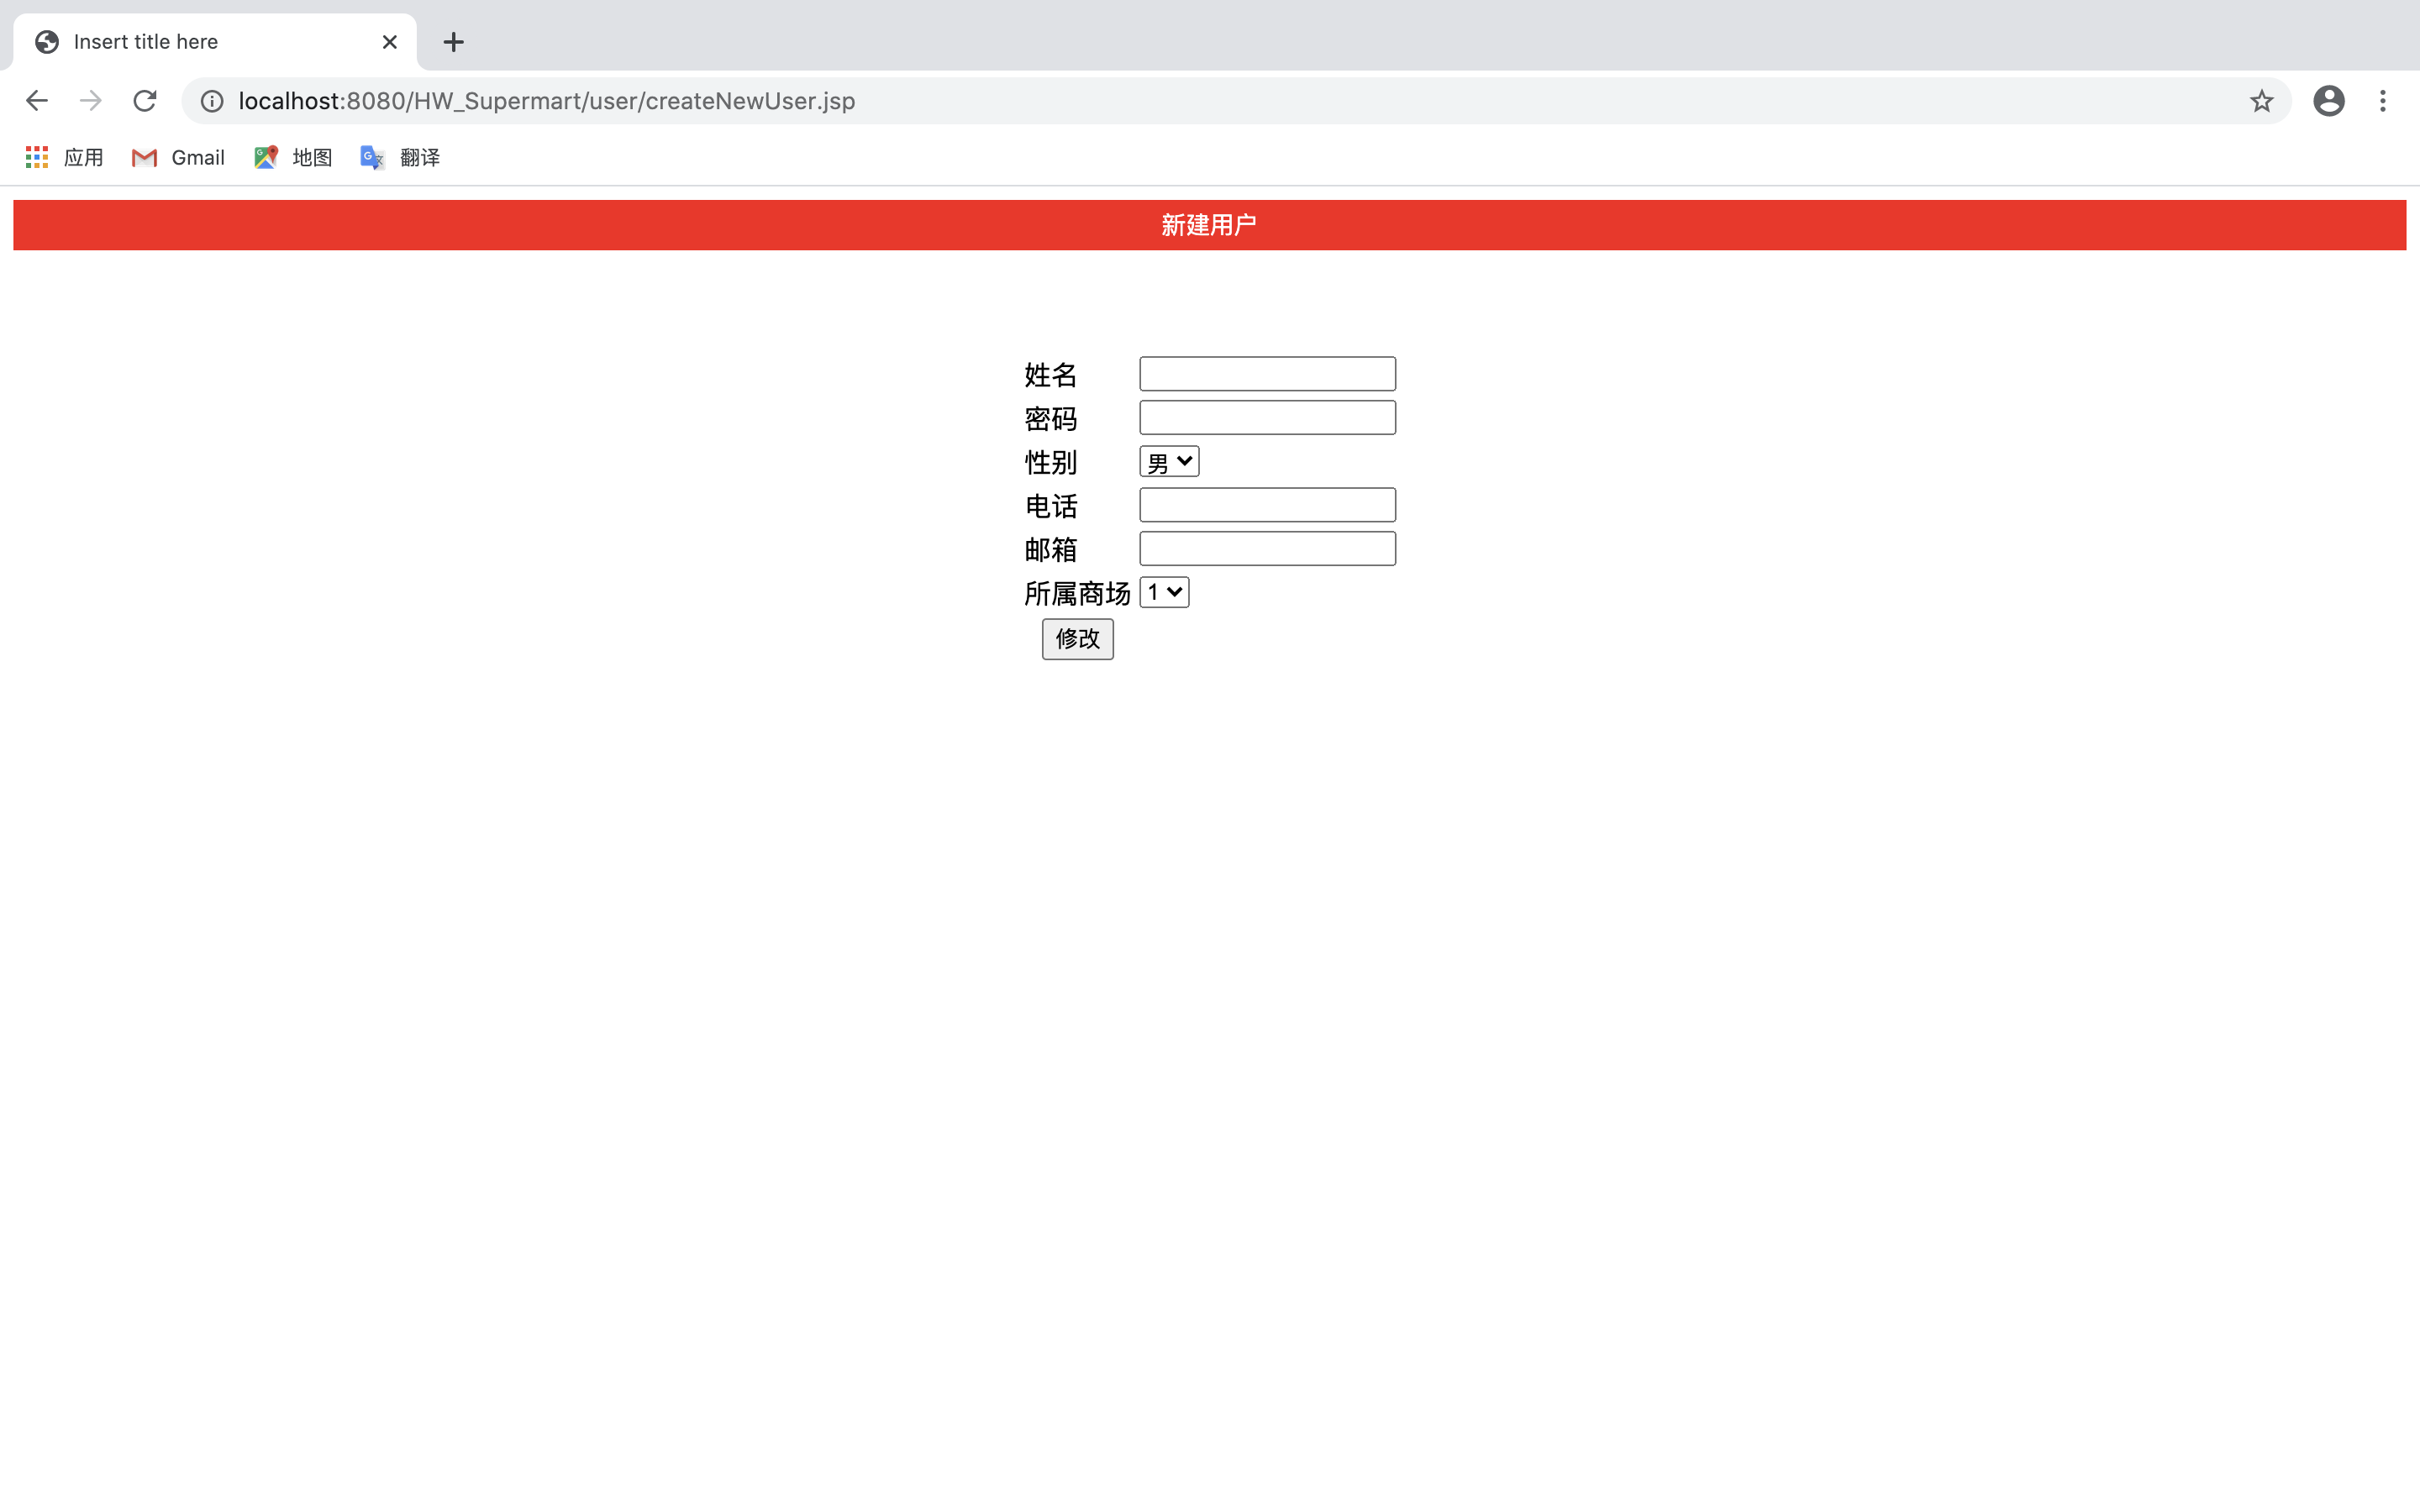 Insert title here
localhost:8080/HW_Supermart/user/createNewUser.jsp
应用 Gmail 地图 翻译
新建用户
姓名
密码
性别 男
电话
邮箱
所属商场 1
修改